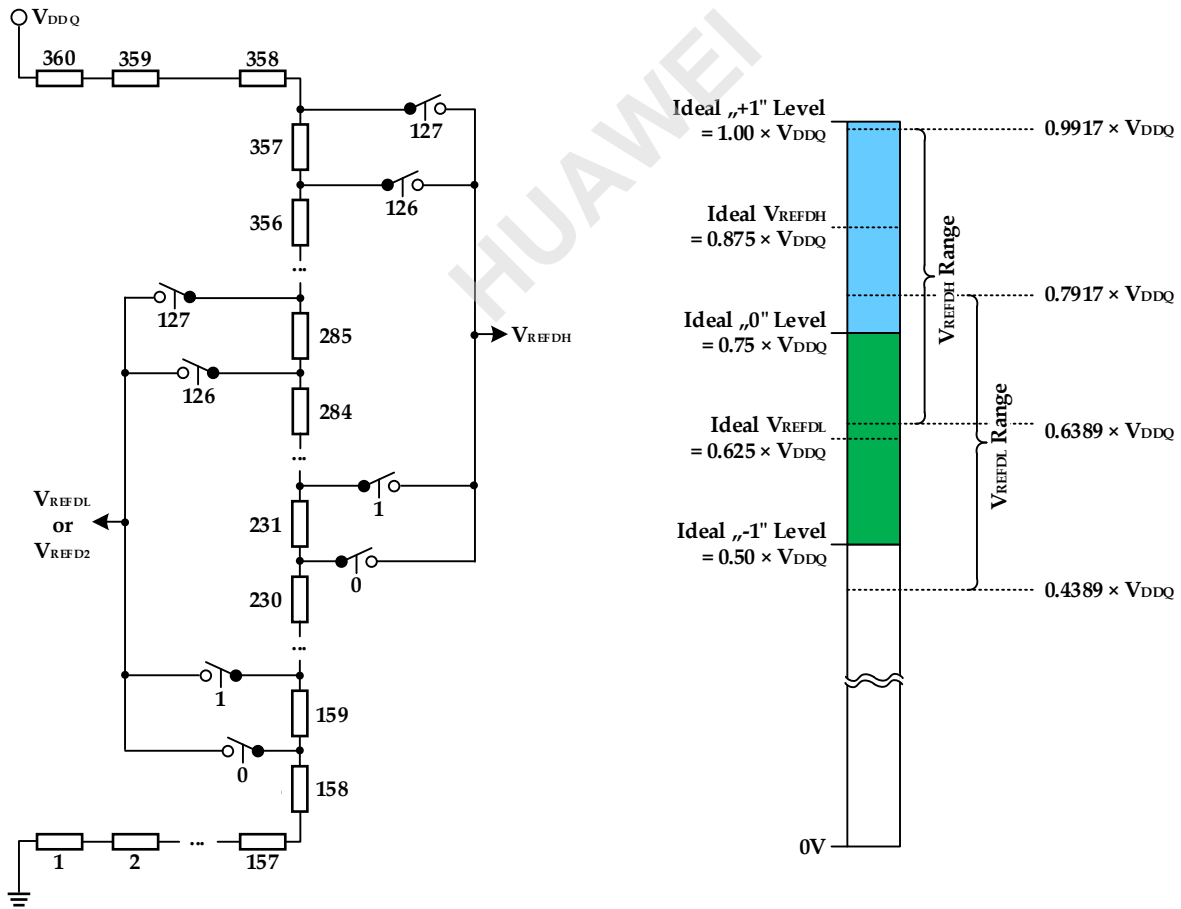 VDDQ
360
359
358
127
357
126
356
...
127
285
VREFDH
126
284
...
1
VREFDL
or
VREFD2
231
0
230
...
1
159
0
158
1
2
...
157
HUAWEI
Ideal „+1" Level
= 1.00 × VDDQ
0.9917 × VDDQ
Ideal VREFDH
= 0.875 × VDDQ
VREFDH Range
0.7917 × VDDQ
Ideal „0" Level
= 0.75 × VDDQ
Ideal VREFDL
= 0.625 × VDDQ
0.6389 × VDDQ
VREFDL Range
Ideal „-1" Level
= 0.50 × VDDQ
0.4389 × VDDQ
0V